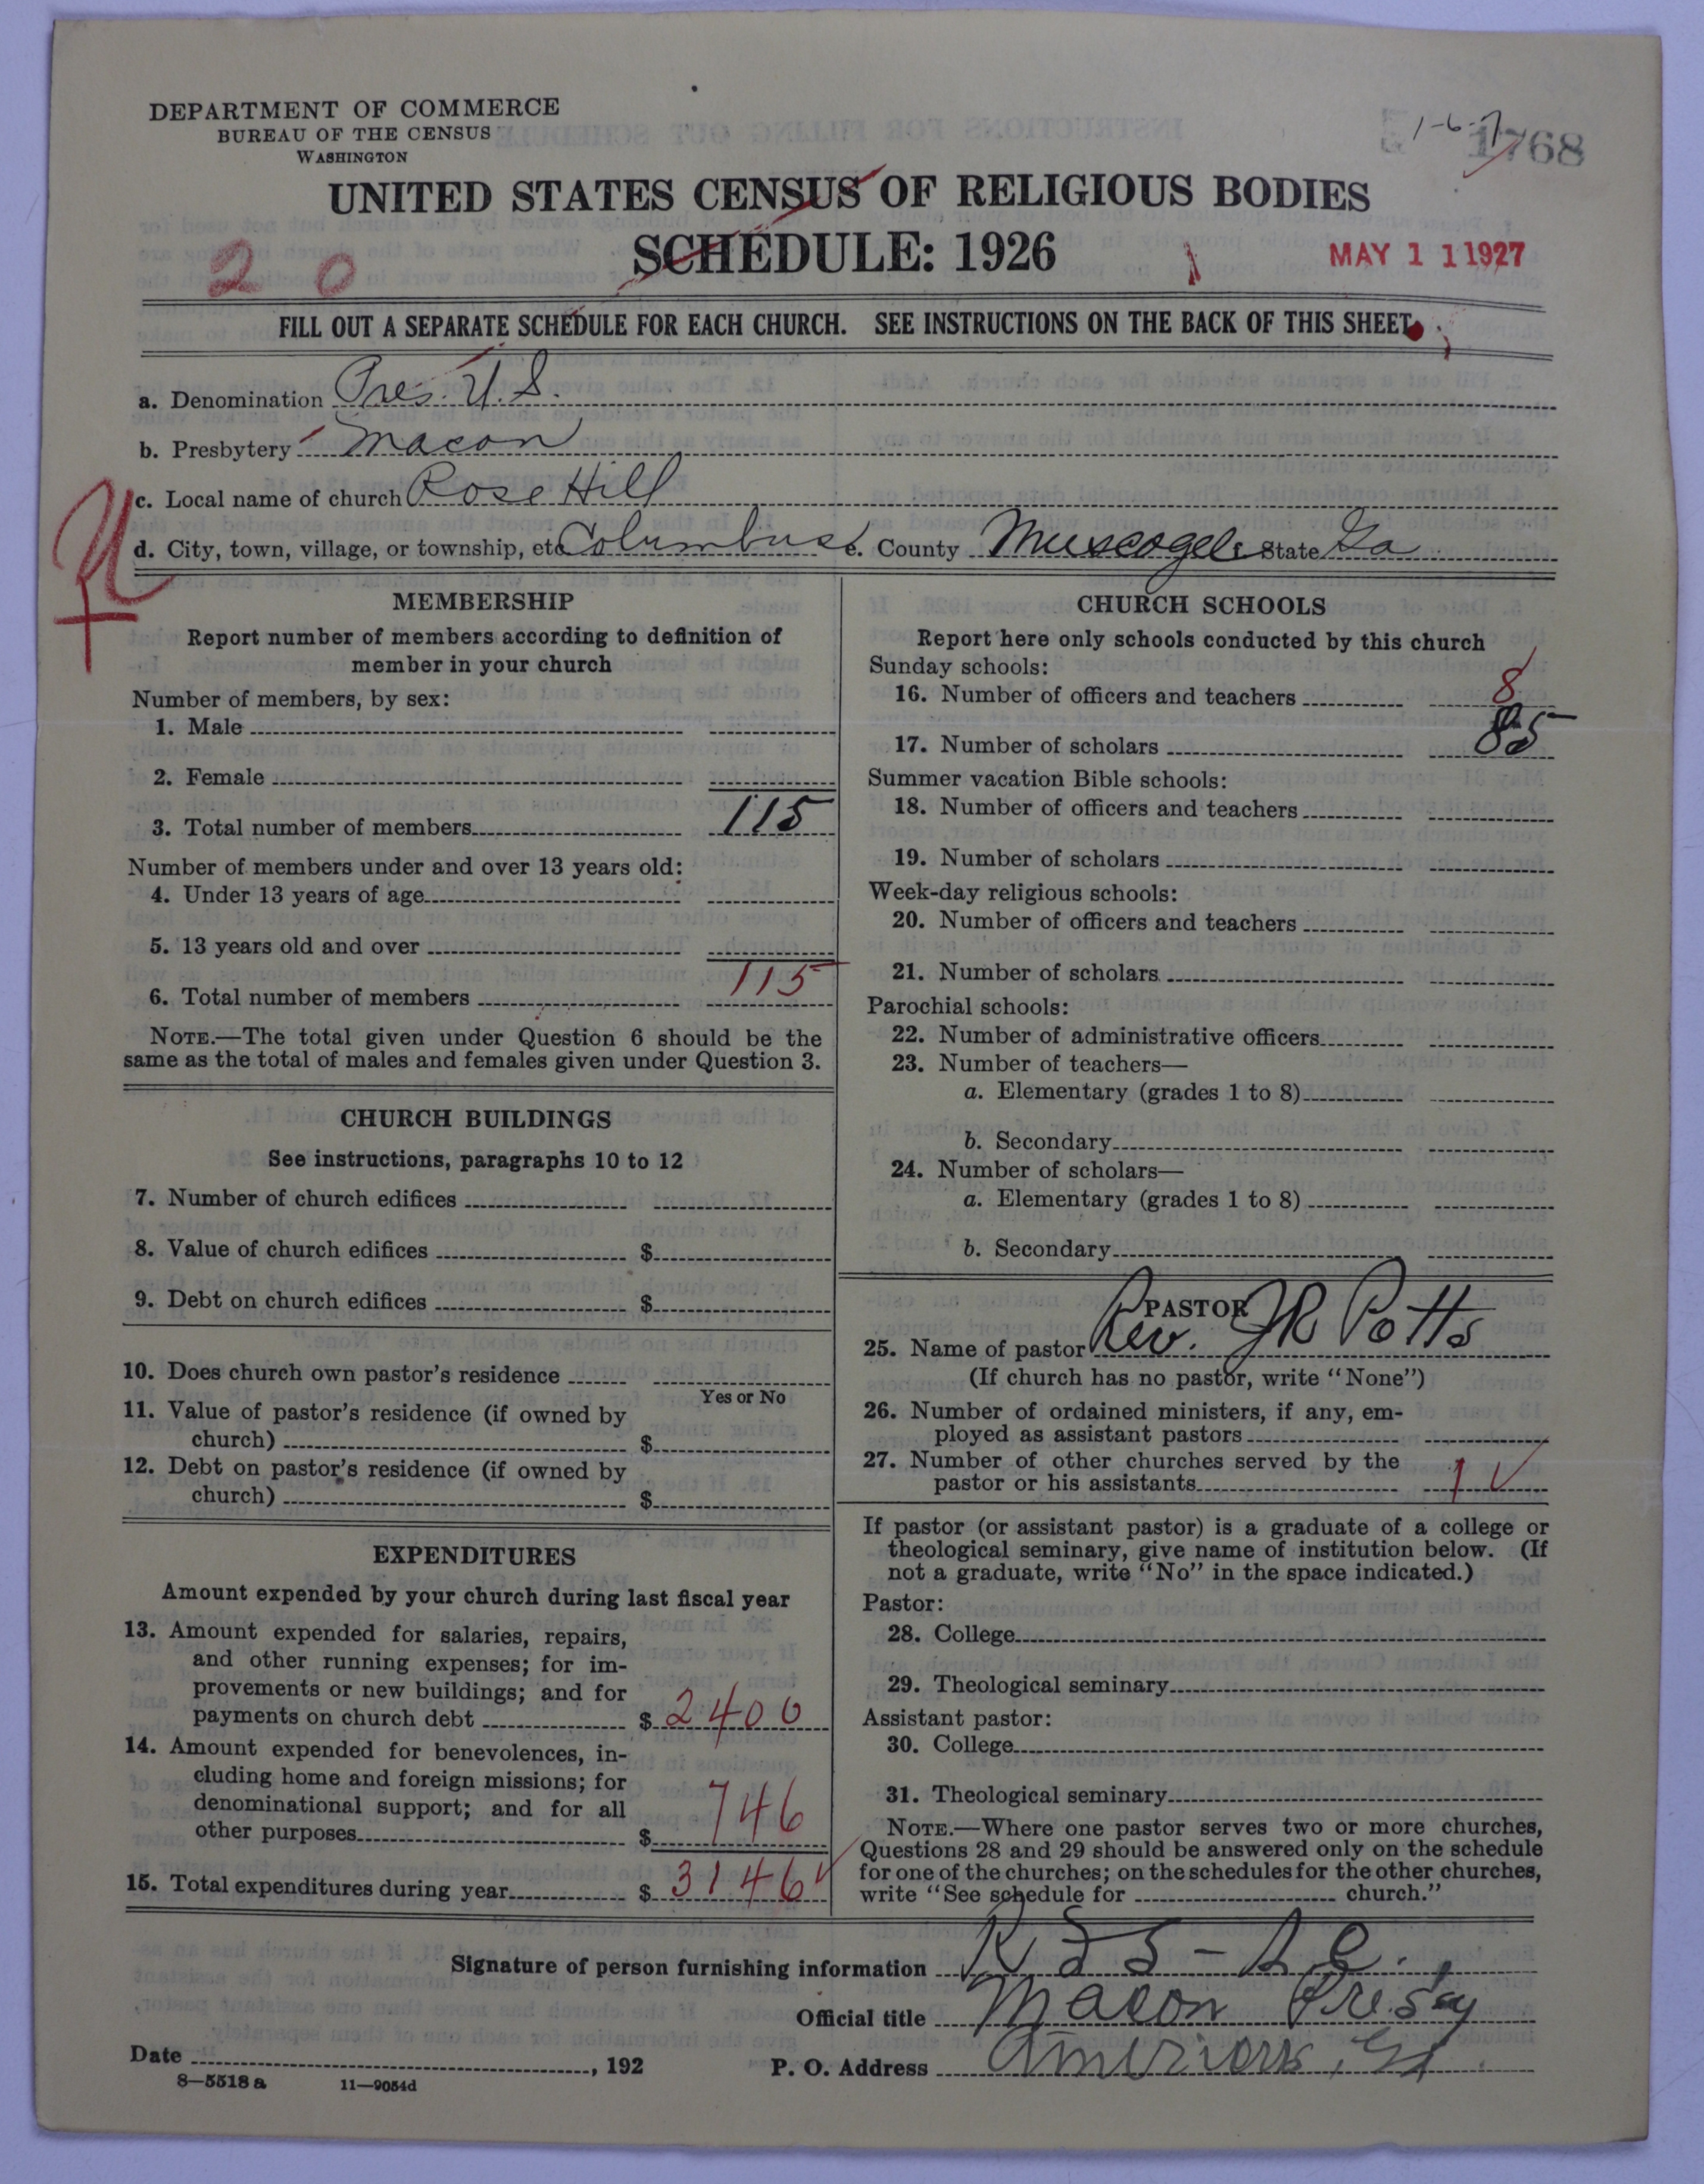 DEPARTMENT OF COMMERCE
BUREAU OF THE CENSUS
WASHINGTON
1-6-7
1768
UNITED STATES CENSUS OF RELIGIOUS BODIES
SCHEDULE: 1926
2 0
MAY 11 1927
FILL OUT A SEPARATE SCHEDULE FOR EACH CHURCH. SEE INSTRUCTIONS ON THE BACK OF THIS SHEET.
a. Denomination Pres. U.S.
b. Presbytery Macon
c. Local name of church Rose Hill
d. City, town, village, or township, etc Columbus e. County Muscogee State Ga
MEMBERSHIP
Report number of members according to definition of
member in your church
Number of members, by sex:
1. Male
2. Female
3. Total number of members 115
Number of members under and over 13 years old:
4. Under 13 years of age
5. 13 years old and over
6. Total number of members 115
NOTE.—The total given under Question 6 should be the
same as the total of males and females given under Question 3.
CHURCH BUILDINGS
See instructions, paragraphs 10 to 12
7. Number of church edifices
8. Value of church edifices $
9. Debt on church edifices $
10. Does church own pastor's residence
Yes or No
11. Value of pastor's residence (if owned by
church) $
12. Debt on pastor's residence (if owned by
church) $
EXPENDITURES
Amount expended by your church during last fiscal year
13. Amount expended for salaries, repairs,
and other running expenses; for im-
provements or new buildings; and for
payments on church debt $ 2400
14. Amount expended for benevolences, in-
cluding home and foreign missions; for
denominational support; and for all
other purposes $ 746
15. Total expenditures during year $ 3146
CHURCH SCHOOLS
Report here only schools conducted by this church
Sunday schools:
16. Number of officers and teachers 8
17. Number of scholars 85
Summer vacation Bible schools:
18. Number of officers and teachers
19. Number of scholars
Week-day religious schools:
20. Number of officers and teachers
21. Number of scholars
Parochial schools:
22. Number of administrative officers
23. Number of teachers—
a. Elementary (grades 1 to 8)
b. Secondary
24. Number of scholars—
a. Elementary (grades 1 to 8)
b. Secondary
PASTOR
25. Name of pastor Rev. JR Potts
(If church has no pastor, write "None")
26. Number of ordained ministers, if any, em-
ployed as assistant pastors
27. Number of other churches served by the
pastor or his assistants 1
If pastor (or assistant pastor) is a graduate of a college or
theological seminary, give name of institution below. (If
not a graduate, write "No" in the space indicated.)
Pastor:
28. College
29. Theological seminary
Assistant pastor:
30. College
31. Theological seminary
NOTE.—Where one pastor serves two or more churches,
Questions 28 and 29 should be answered only on the schedule
for one of the churches; on the schedules for the other churches,
write "See schedule for church."
Signature of person furnishing information
Official title Macon Pres'y
Date , 192
P. O. Address Americus, Ga.
8—5518 a 11—9054d